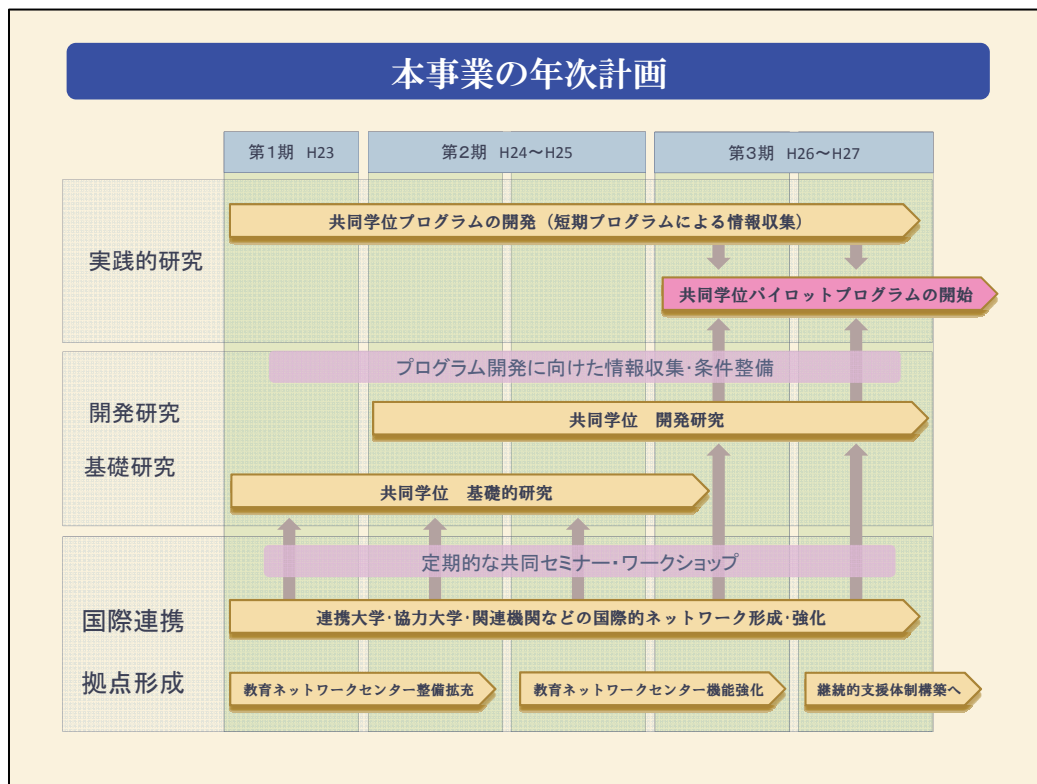 本事業の年次計画
第1期 H23
第2期 H24~H25
第3期 H26~H27
実践的研究
共同学位プログラムの開発(短期プログラムによる情報収集)
共同学位パイロットプログラムの開始
プログラム開発に向けた情報収集・条件整備
開発研究
共同学位 開発研究
基礎研究
共同学位 基礎的研究
定期的な共同セミナー・ワークショップ
国際連携
連携大学・協力大学・関連機関などの国際的ネットワーク形成・強化
拠点形成
教育ネットワークセンター整備拡充
教育ネットワークセンター機能強化
継続的支援体制構築へ